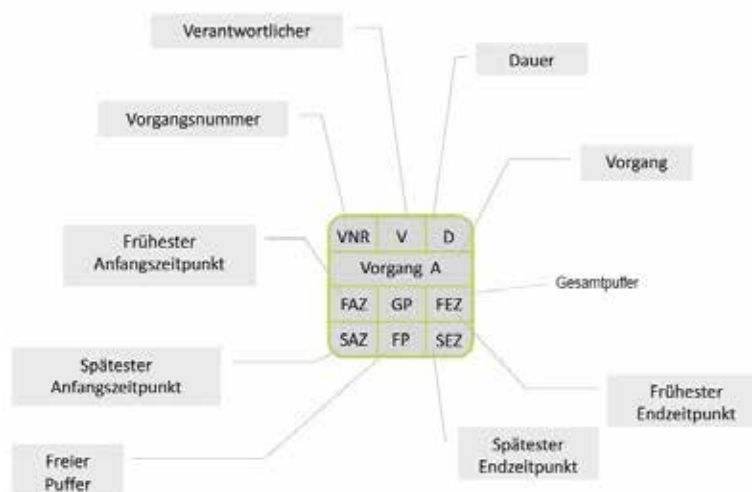 Verantwortlicher
Dauer
Vorgangsnummer
Vorgang
VNR V D
Vorgang A
FAZ GP FEZ
SAZ FP SEZ
Frühester
Anfangszeitpunkt
Gesamtpuffer
Spätester
Anfangszeitpunkt
Frühester
Endzeitpunkt
Spätester
Endzeitpunkt
Freier
Puffer